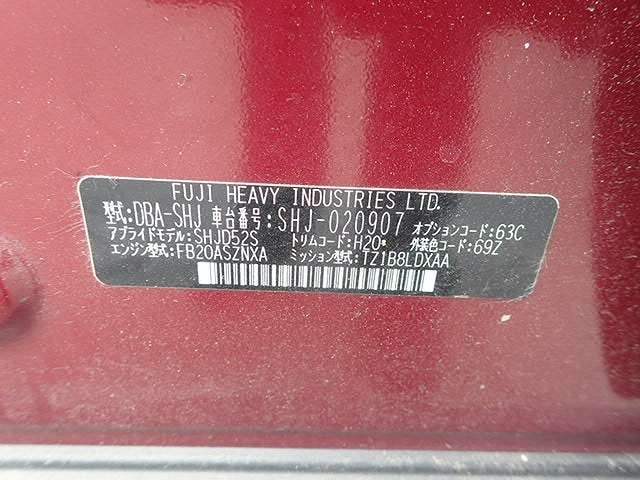 FUJI HEAVY INDUSTRIES LTD.
型式:DBA-SHJ 車台番号:SHJ-020907 オプションコード:63C
アプライドモデル:SHJD52S トリムコード:H20* 外装色コード:69Z
エンジン型式:FB20ASZNXA ミッション型式:TZ1B8LDXAA